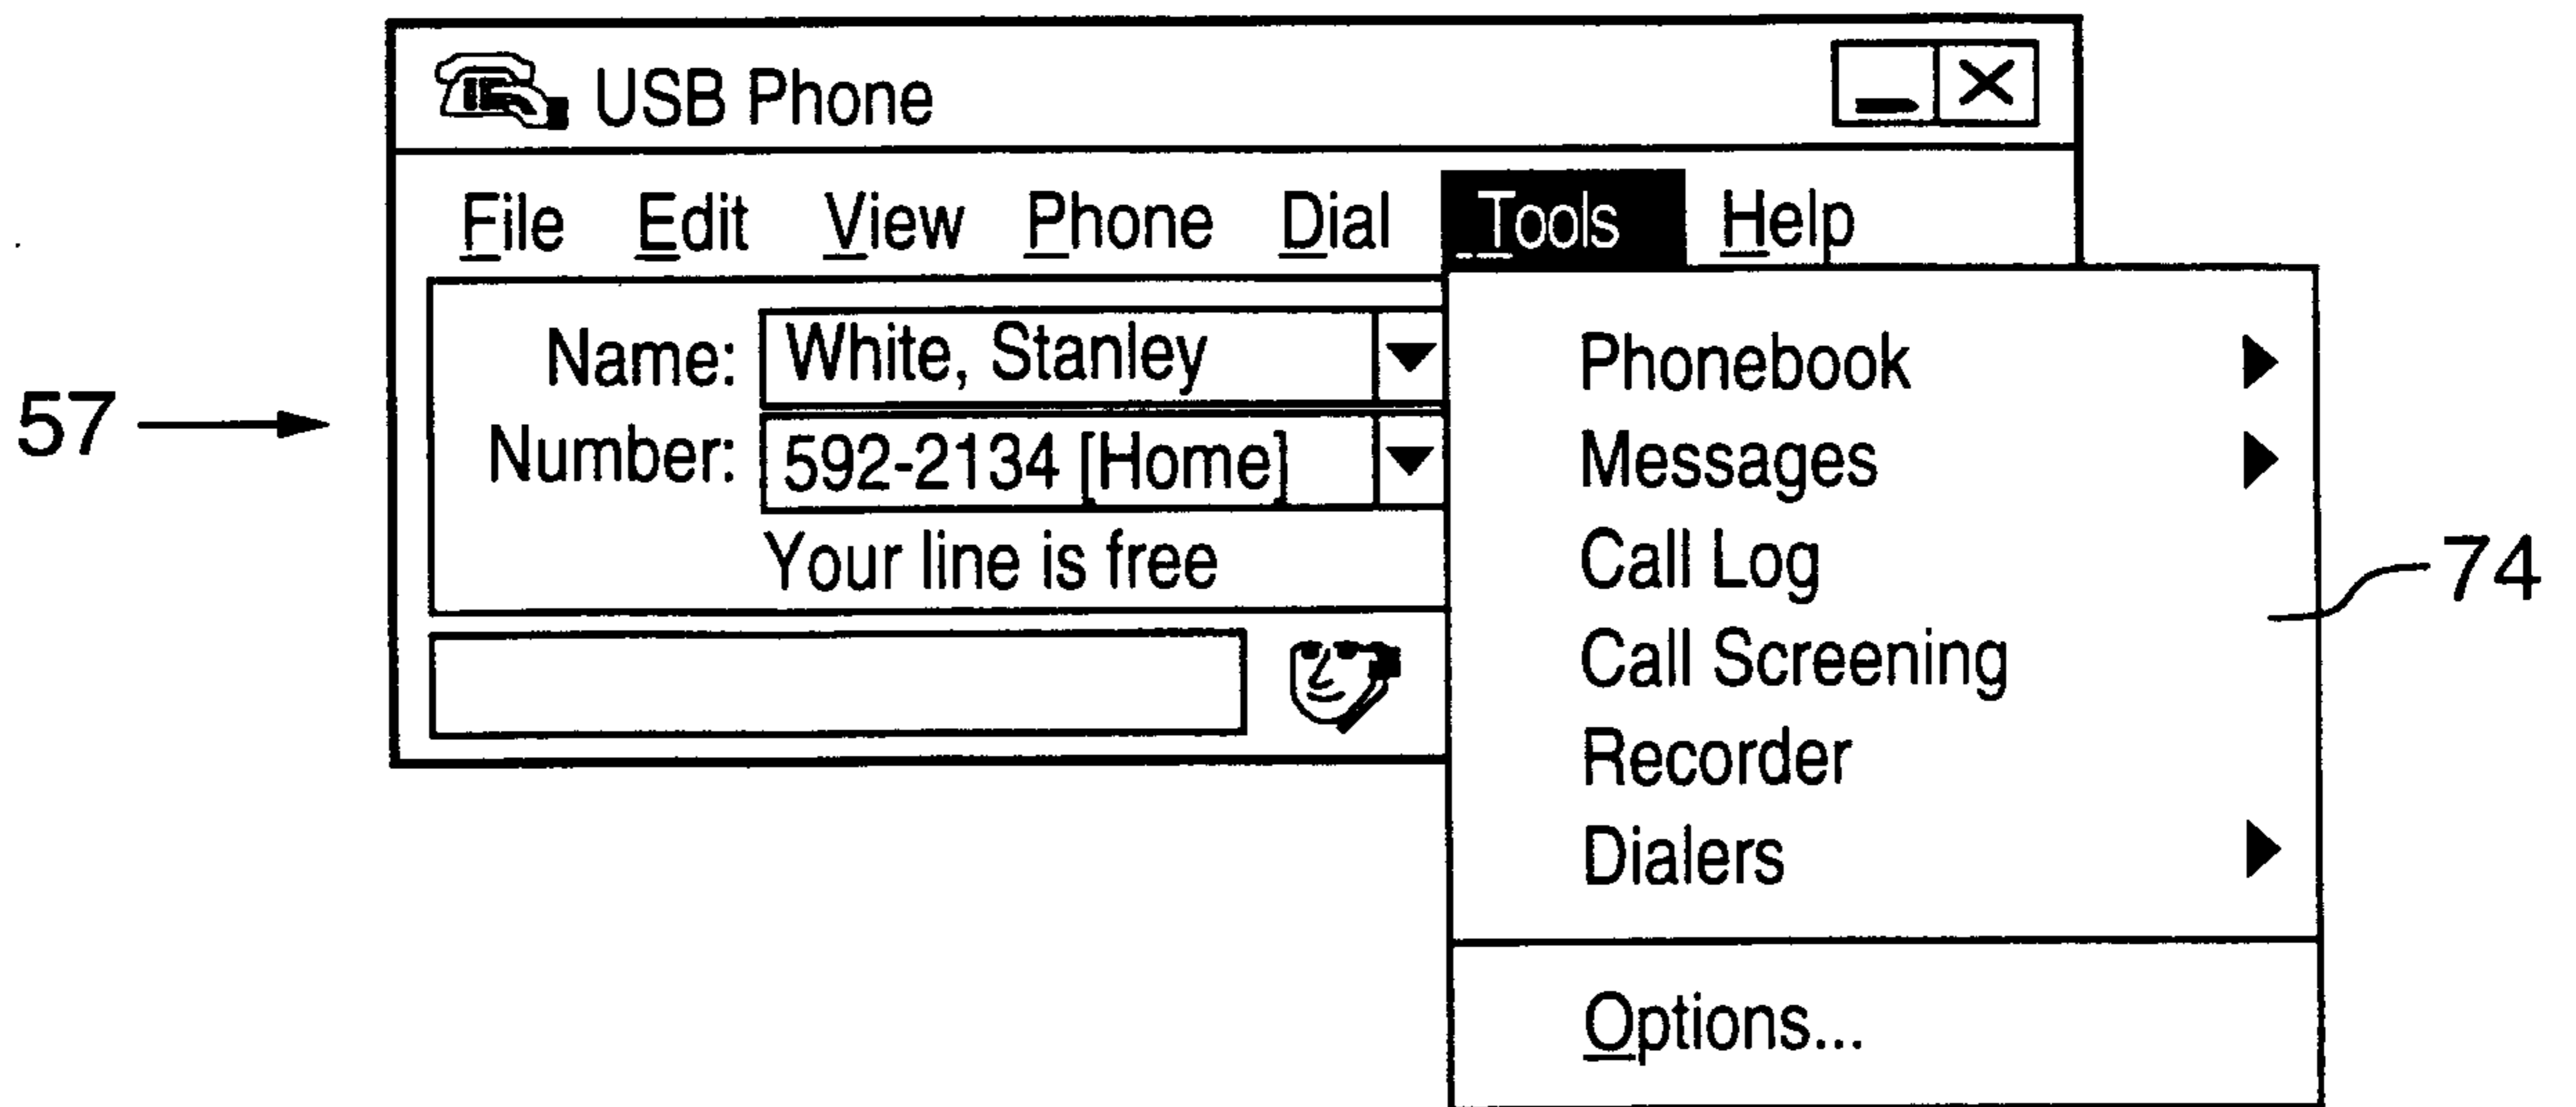 USB Phone
File Edit View Phone Dial Tools Help
Name: White, Stanley
Number: 592-2134 [Home]
Your line is free
Phonebook
Messages
Call Log
Call Screening
Recorder
Dialers
Options...
57
74